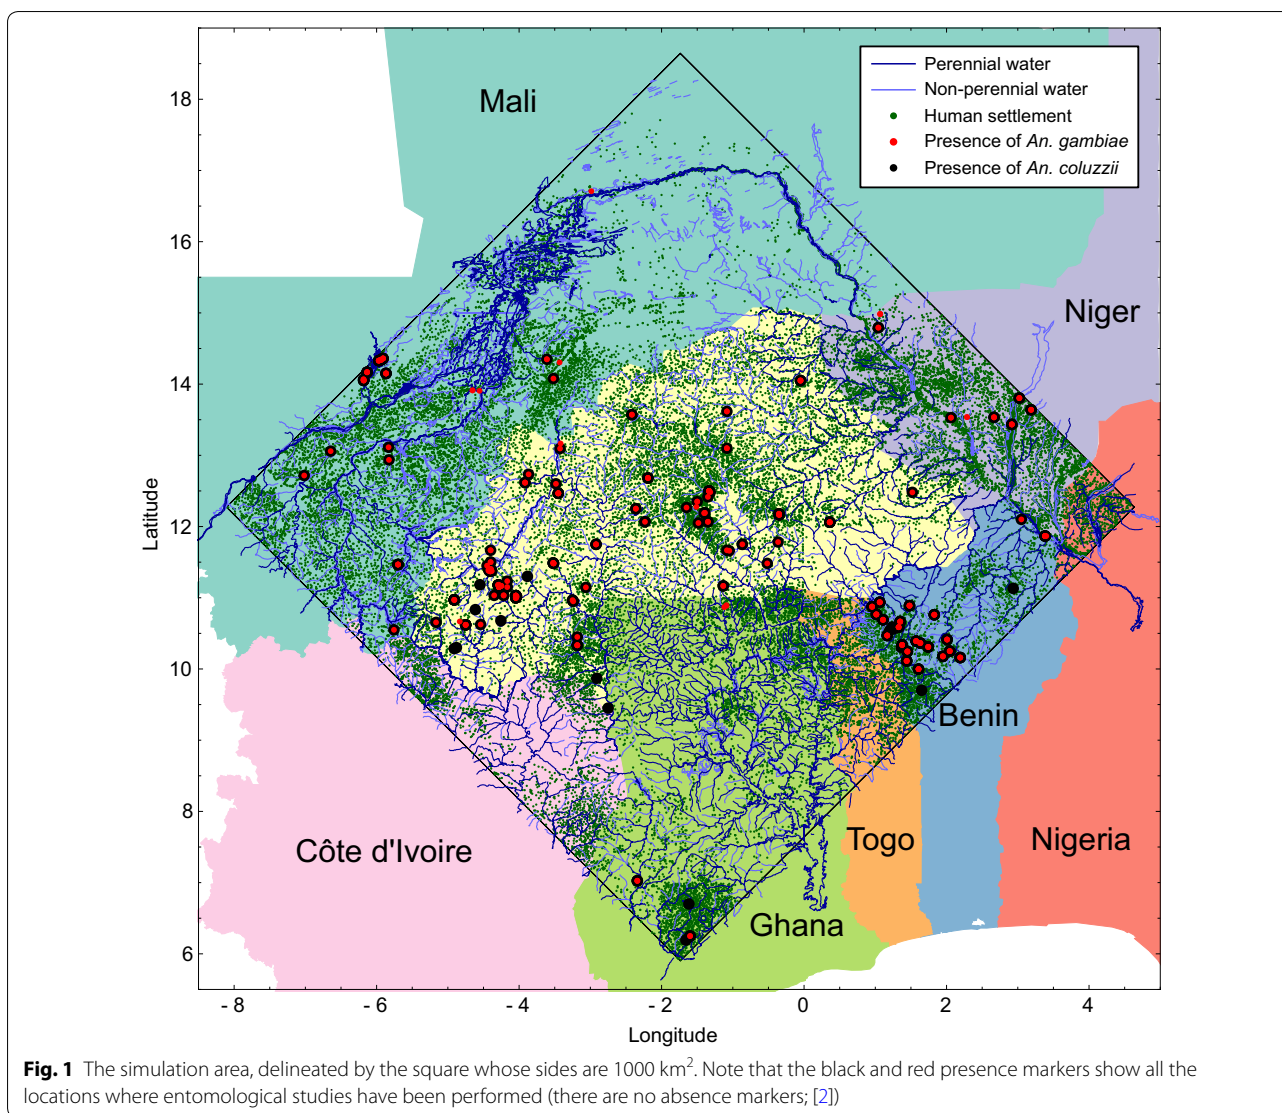 Perennial water
Non-perennial water
Human settlement
Presence of An. gambiae
Presence of An. coluzzii
Mali
Niger
Benin
Togo
Nigeria
Côte d'Ivoire
Ghana
18
16
14
12
10
8
6
Latitude
- 8
- 6
- 4
- 2
0
2
4
Longitude
Fig. 1 The simulation area, delineated by the square whose sides are 1000 km². Note that the black and red presence markers show all the
locations where entomological studies have been performed (there are no absence markers; [2])